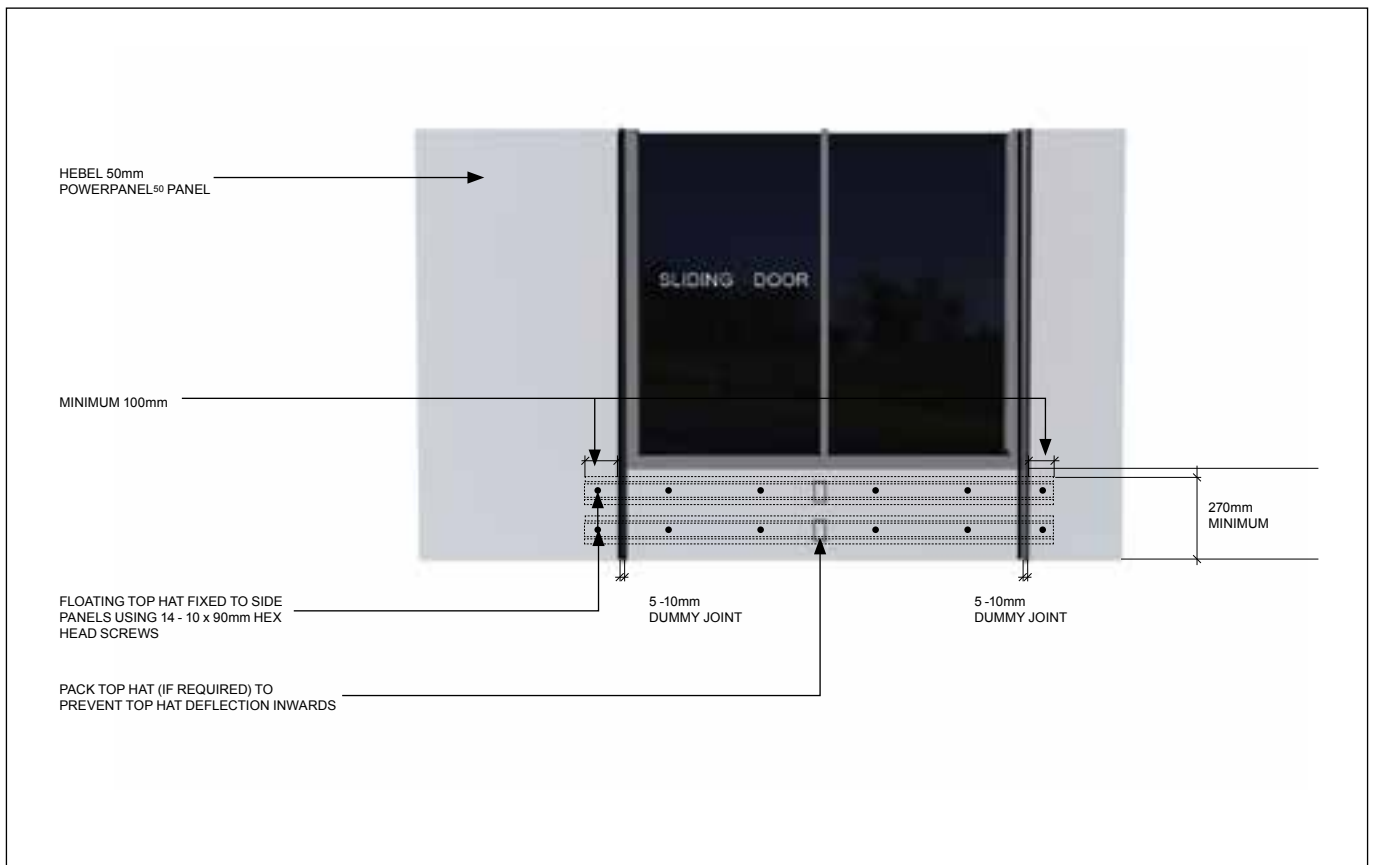 HEBEL 50mm
POWERPANEL50 PANEL
SLIDING DOOR
MINIMUM 100mm
270mm
MINIMUM
FLOATING TOP HAT FIXED TO SIDE
PANELS USING 14 - 10 x 90mm HEX
HEAD SCREWS
5 -10mm
DUMMY JOINT
5 -10mm
DUMMY JOINT
PACK TOP HAT (IF REQUIRED) TO
PREVENT TOP HAT DEFLECTION INWARDS